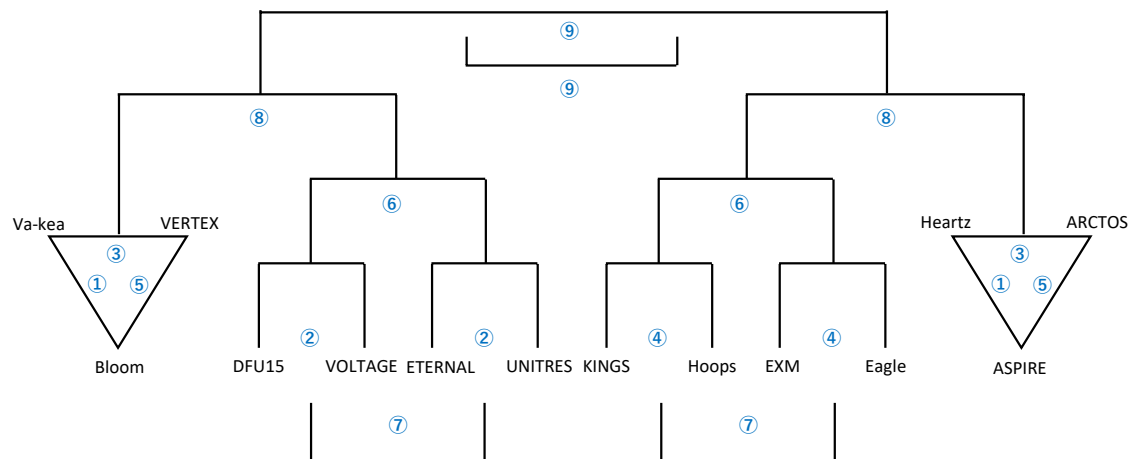 ⑨
⑨
⑧ ⑧
⑥ ⑥
Va-kea VERTEX Heartz ARCTOS
③ ③
① ⑤ ① ⑤
② ② ④ ④
Bloom DFU15 VOLTAGE ETERNAL UNITRES KINGS Hoops EXM Eagle ASPIRE
⑦ ⑦